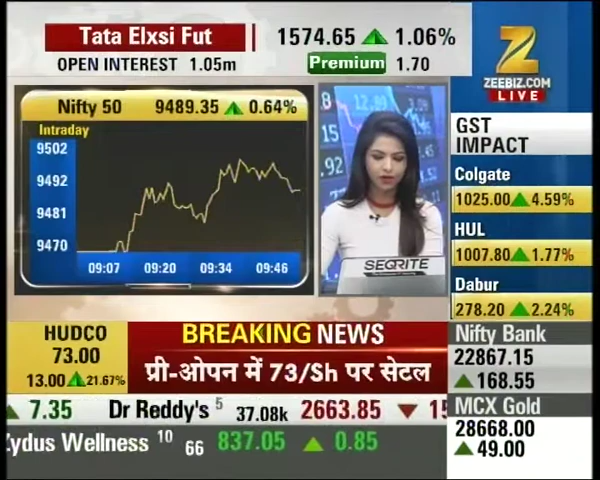 Tata Elxsi Fut
OPEN INTEREST 1.05m
1574.65 1.06%
Premium 1.70
Z
ZEEBIZ.COM
LIVE
Nifty 50 9489.35 0.64%
Intraday
9502
9492
9481
9470
09:07 09:20 09:34 09:46
SEQRITE
GST
IMPACT
Colgate
1025.00 4.59%
HUL
1007.80 1.77%
Dabur
278.20 2.24%
HUDCO
73.00
13.00 21.67%
BREAKING NEWS
प्री-ओपन में 73/Sh पर सेटल
Nifty Bank
22867.15
168.55
MCX Gold
28668.00
49.00
7.35 Dr Reddy's 5 37.08k 2663.85
Zydus Wellness 10 66 837.05 0.85